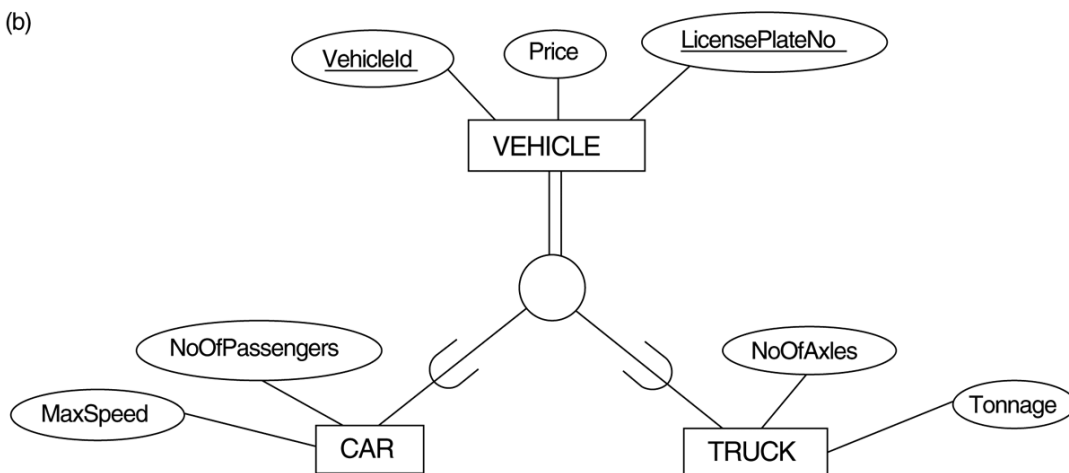 (b)
VehicleId
Price
LicensePlateNo
VEHICLE
NoOfPassengers
MaxSpeed
CAR
NoOfAxles
Tonnage
TRUCK